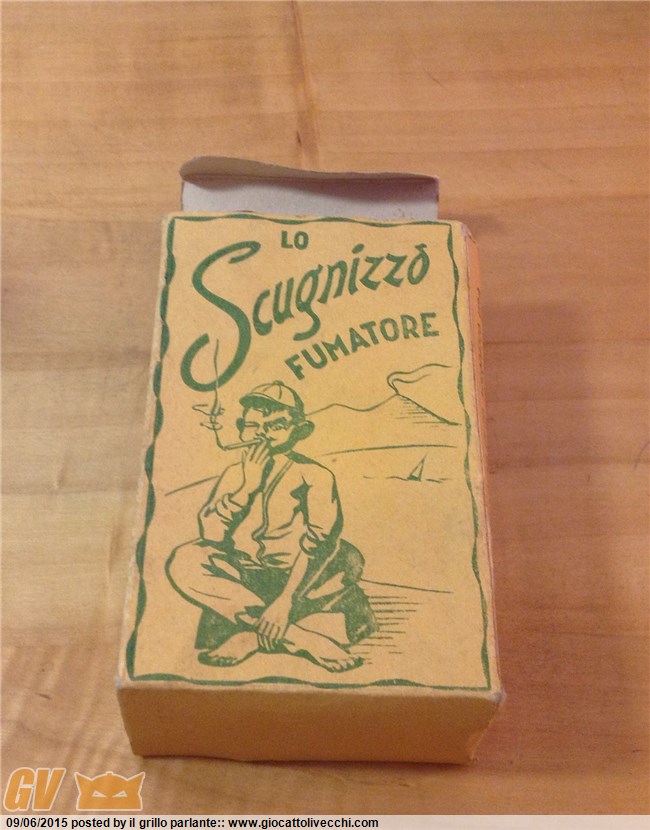 LO
Scugnizzo
FUMATORE
GV
09/06/2015 posted by il grillo parlante:: www.giocattolivecchi.com